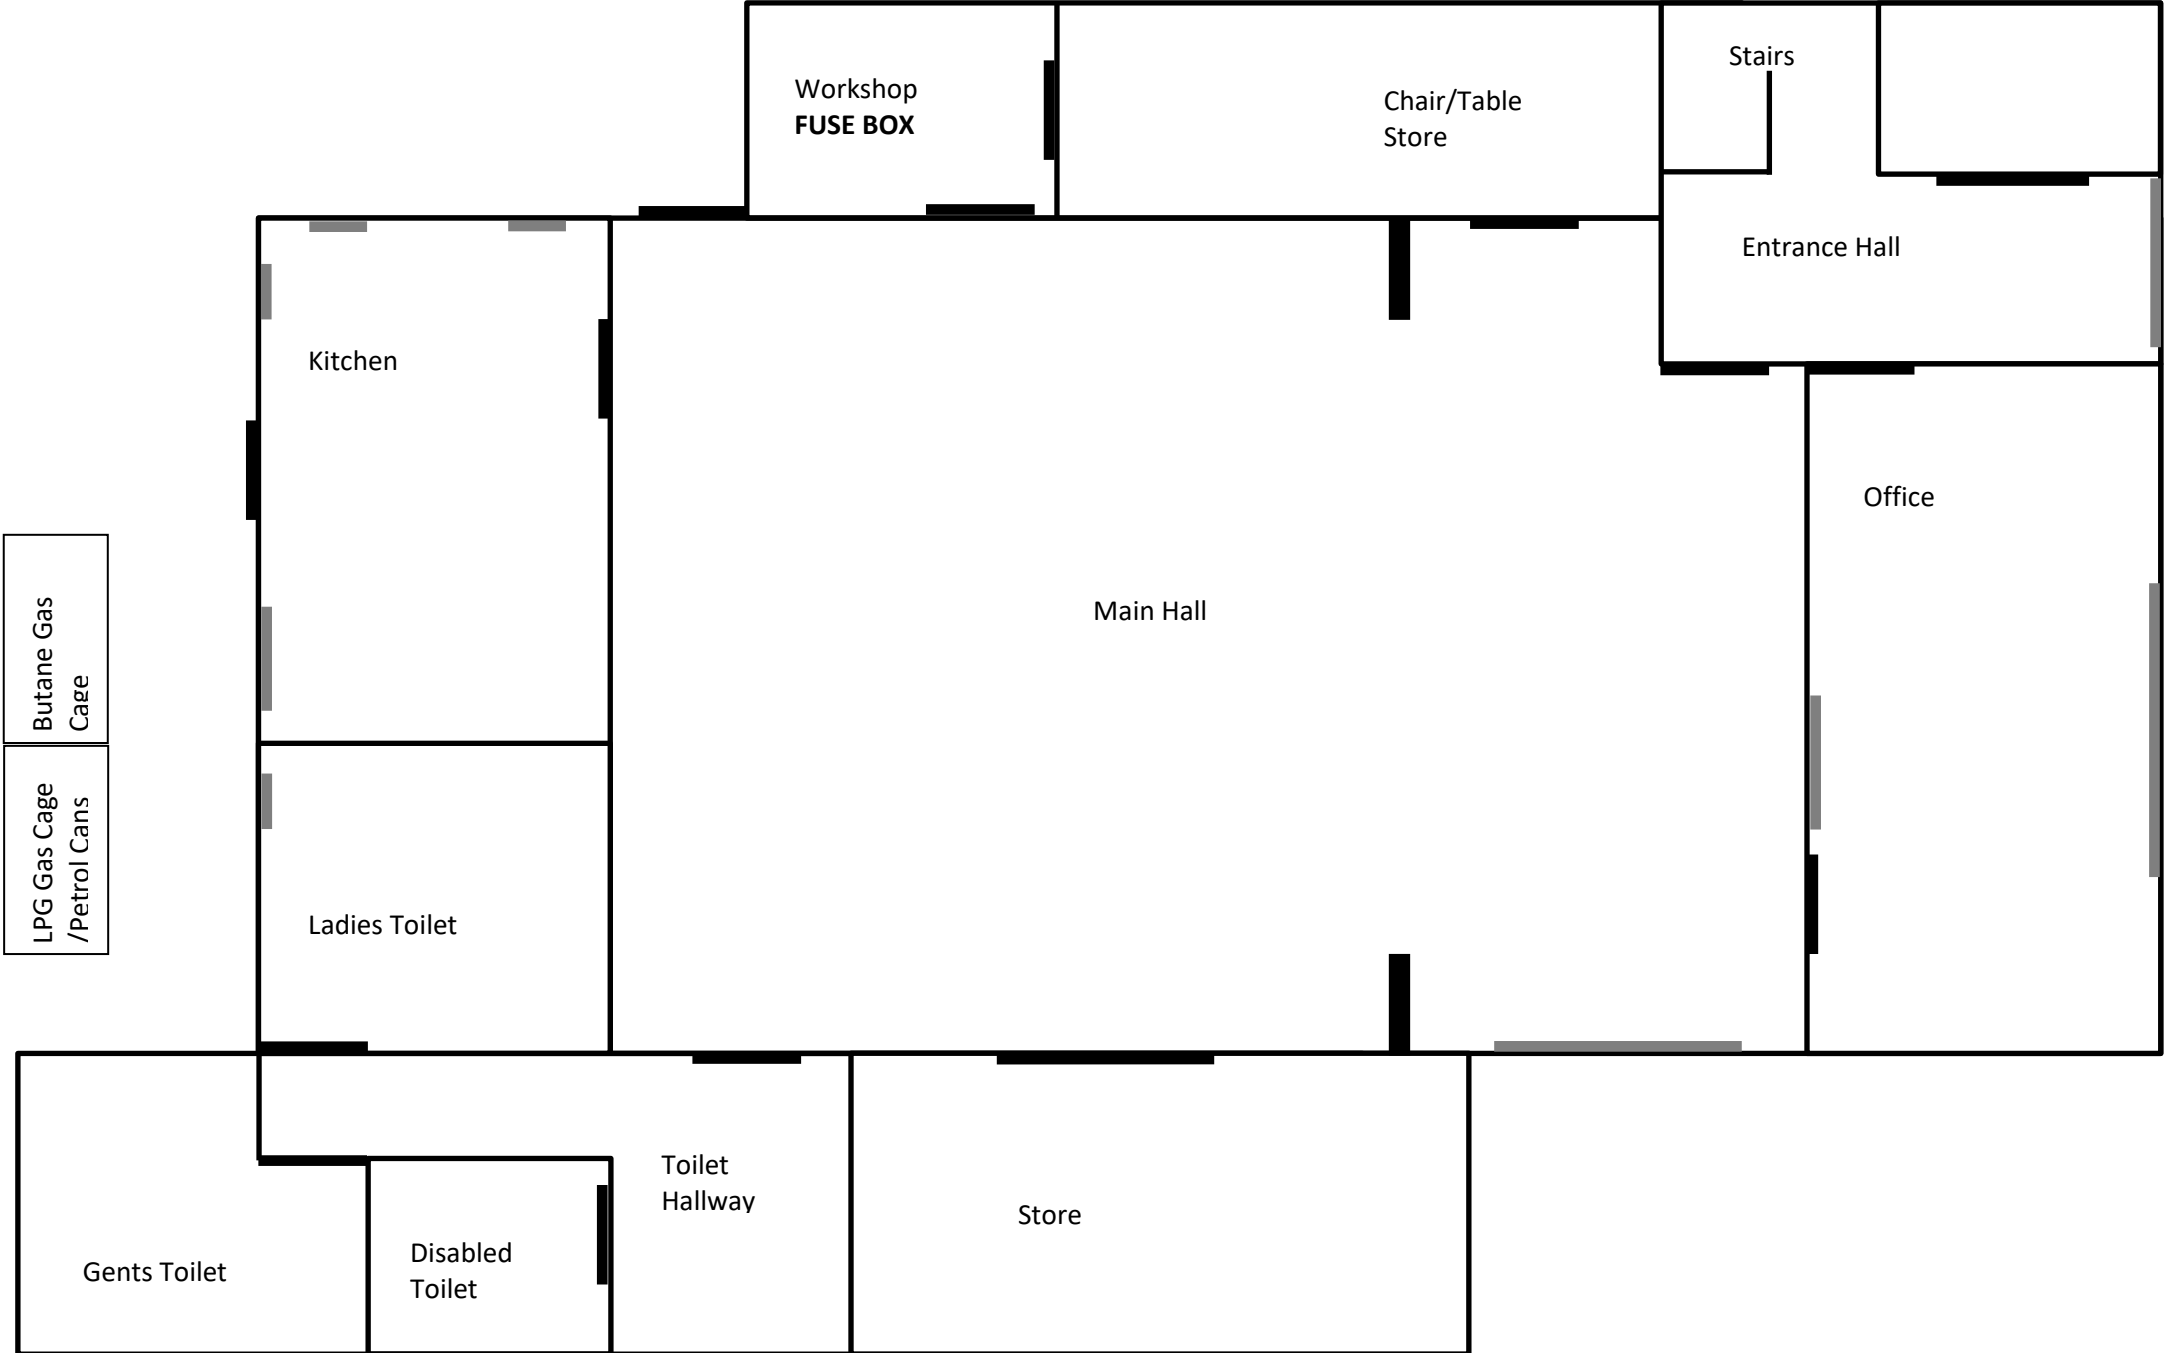 Stairs
Workshop
FUSE BOX
Chair/Table
Store
Entrance Hall
Kitchen
Office
Main Hall
Butane Gas
Cage
LPG Gas Cage
/Petrol Cans
Ladies Toilet
Toilet
Hallway
Store
Disabled
Toilet
Gents Toilet